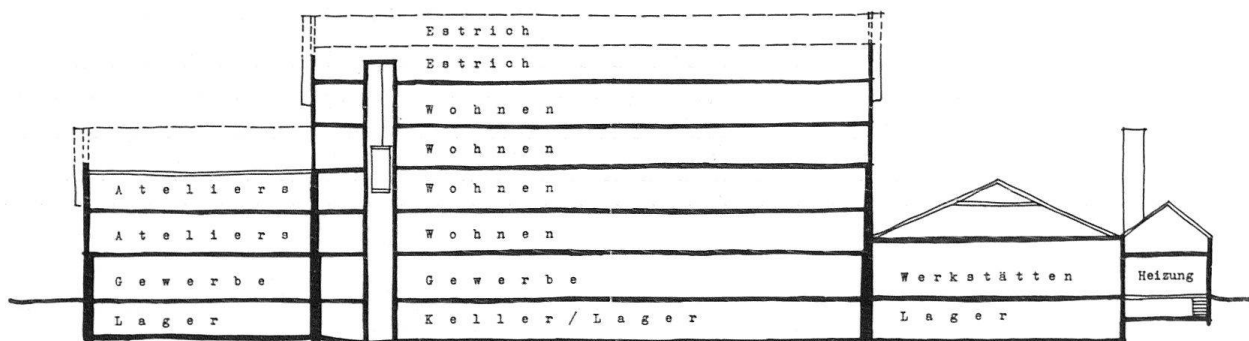 Estrich
Estrich
Wohnen
Wohnen
Ateliers Wohnen
Ateliers Wohnen
Gewerbe Gewerbe Werkstätten Heizung
Lager Keller/Lager Lager